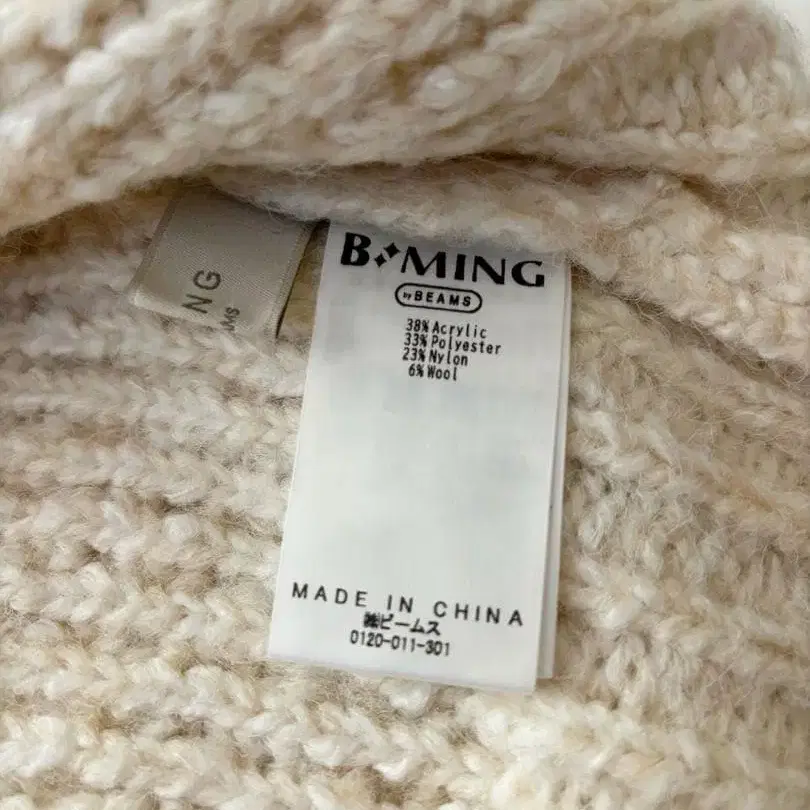 B✦MING
by BEAMS
38% Acrylic
33% Polyester
23% Nylon
6% Wool
MADE IN CHINA
㈱ビームス
0120-011-301
NG
AMS